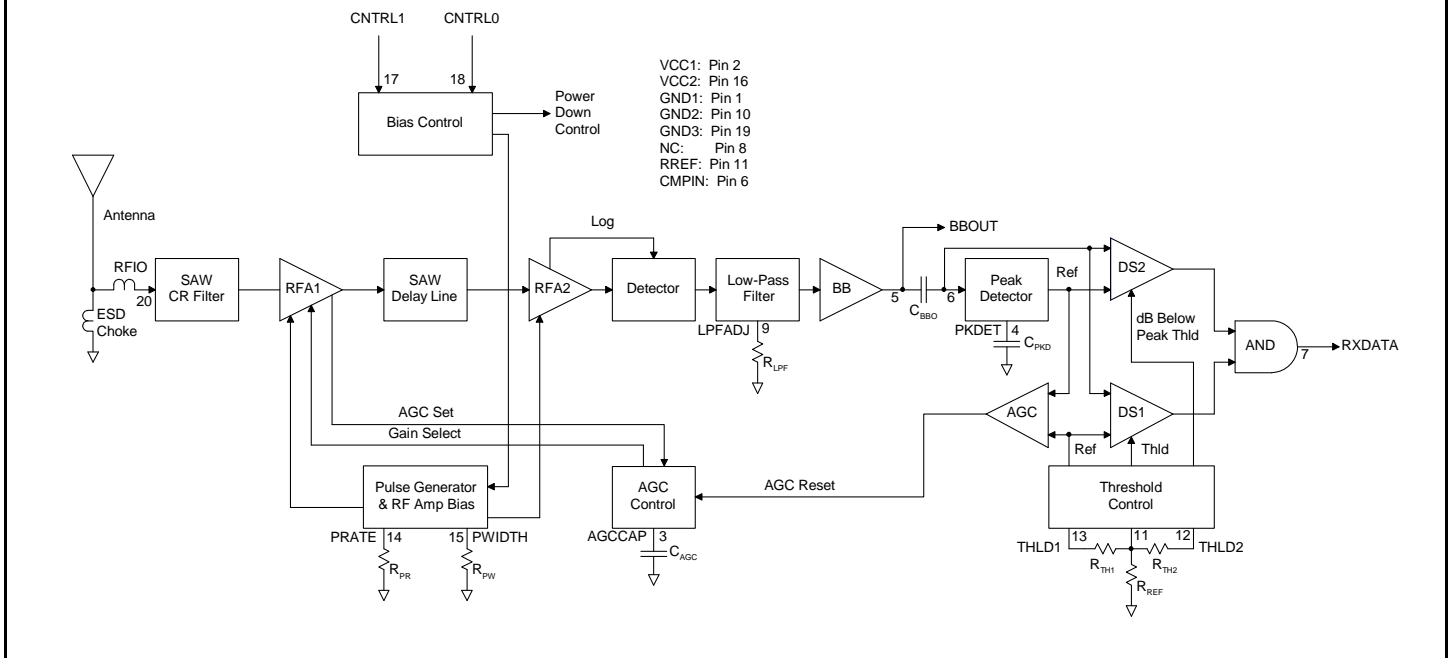 CNTRL1 CNTRL0
17 18
Bias Control
Power
Down
Control
VCC1: Pin 2
VCC2: Pin 16
GND1: Pin 1
GND2: Pin 10
GND3: Pin 19
NC: Pin 8
RREF: Pin 11
CMPIN: Pin 6
Antenna
RFIO
20
ESD
Choke
SAW
CR Filter
RFA1
SAW
Delay Line
Log
RFA2
Detector
Low-Pass
Filter
LPFADJ 9
RLPF
BB
BBOUT
5
CBBO
6
Peak
Detector
PKDET 4
CPKD
Ref
DS2
dB Below
Peak Thld
AND
7
RXDATA
AGC Set
Gain Select
AGC
DS1
Ref
Thld
Pulse Generator
& RF Amp Bias
PRATE 14
15 PWIDTH
RPR
RPW
AGC
Control
AGCCAP 3
CAGC
AGC Reset
Threshold
Control
THLD1 13 11 12 THLD2
RTH1 RTH2
RREF